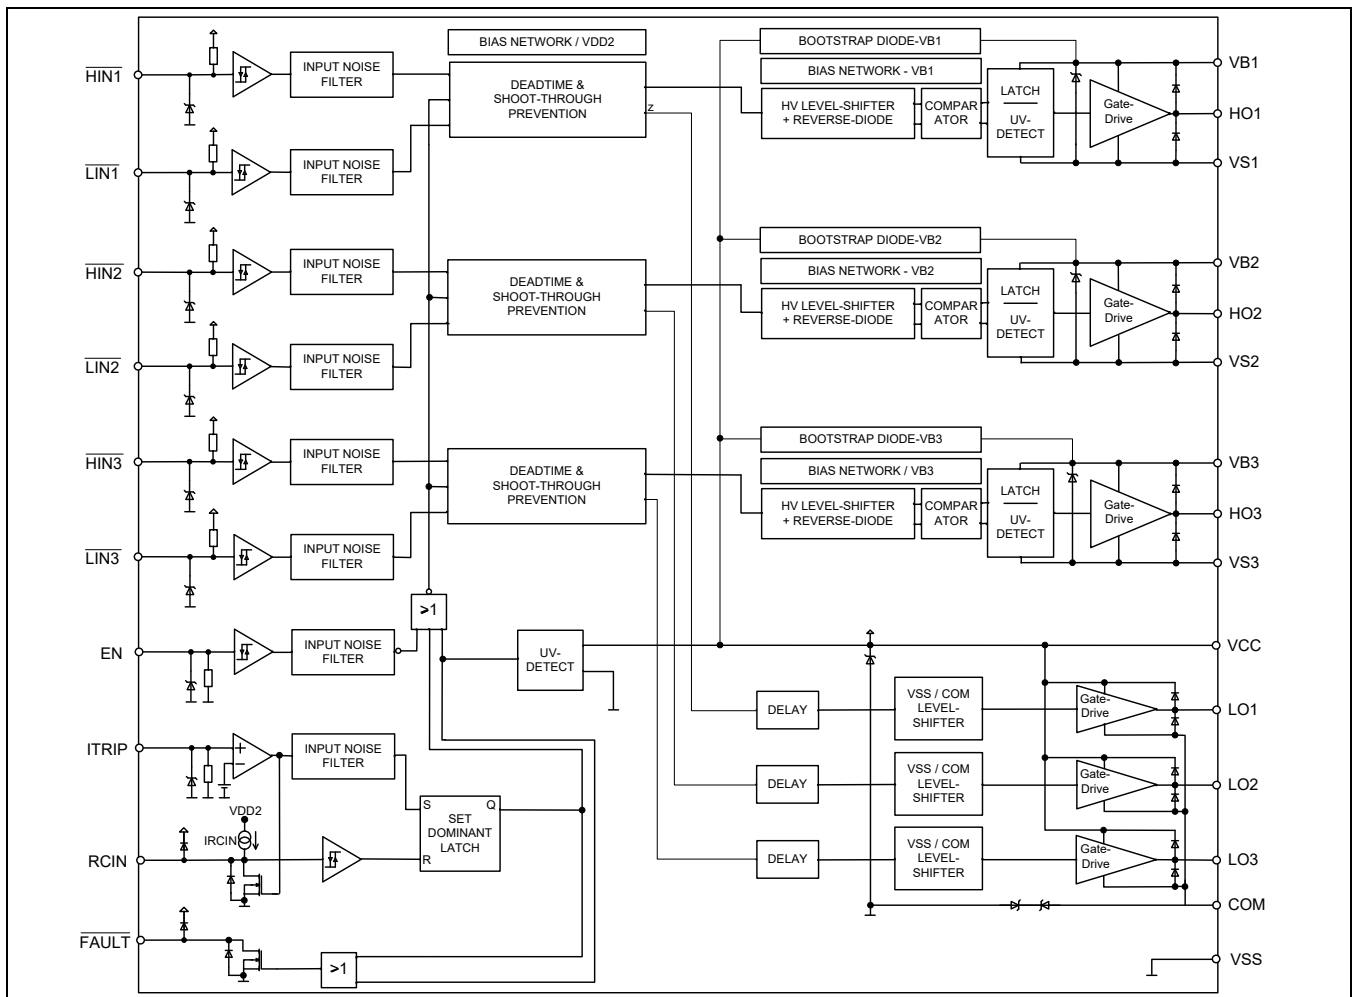 BIAS NETWORK / VDD2
BOOTSTRAP DIODE-VB1
HIN1
INPUT NOISE
FILTER
DEADTIME &
SHOOT-THROUGH
PREVENTION
Z
BIAS NETWORK - VB1
HV LEVEL-SHIFTER
+ REVERSE-DIODE
COMPAR
ATOR
LATCH
UV-
DETECT
Gate-
Drive
VB1
HO1
VS1
LIN1
INPUT NOISE
FILTER
BOOTSTRAP DIODE-VB2
HIN2
INPUT NOISE
FILTER
DEADTIME &
SHOOT-THROUGH
PREVENTION
BIAS NETWORK - VB2
HV LEVEL-SHIFTER
+ REVERSE-DIODE
COMPAR
ATOR
LATCH
UV-
DETECT
Gate-
Drive
VB2
HO2
VS2
LIN2
INPUT NOISE
FILTER
BOOTSTRAP DIODE-VB3
HIN3
INPUT NOISE
FILTER
DEADTIME &
SHOOT-THROUGH
PREVENTION
BIAS NETWORK / VB3
HV LEVEL-SHIFTER
+ REVERSE-DIODE
COMPAR
ATOR
LATCH
UV-
DETECT
Gate-
Drive
VB3
HO3
VS3
LIN3
INPUT NOISE
FILTER
>1
EN
INPUT NOISE
FILTER
UV-
DETECT
VCC
DELAY
VSS / COM
LEVEL-
SHIFTER
Gate-
Drive
LO1
ITRIP
+
−
INPUT NOISE
FILTER
DELAY
VSS / COM
LEVEL-
SHIFTER
Gate-
Drive
LO2
VDD2
IRCIN
S
Q
SET
DOMINANT
LATCH
R
RCIN
DELAY
VSS / COM
LEVEL-
SHIFTER
Gate-
Drive
LO3
COM
FAULT
>1
VSS